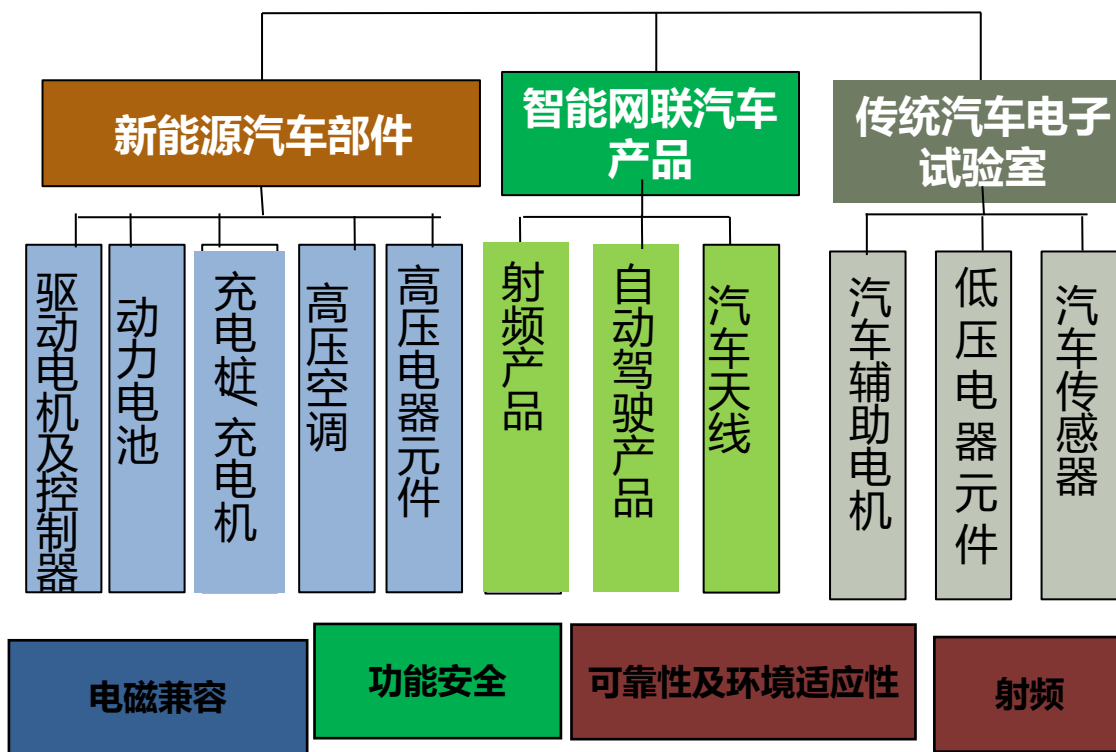 新能源汽车部件
智能网联汽车
产品
传统汽车电子
试验室
驱动电机及控制器
动力电池
充电桩/充电机
高压空调
高压电器元件
射频产品
自动驾驶产品
汽车天线
汽车辅助电机
低压电器元件
汽车传感器
电磁兼容
功能安全
可靠性及环境适应性
射频